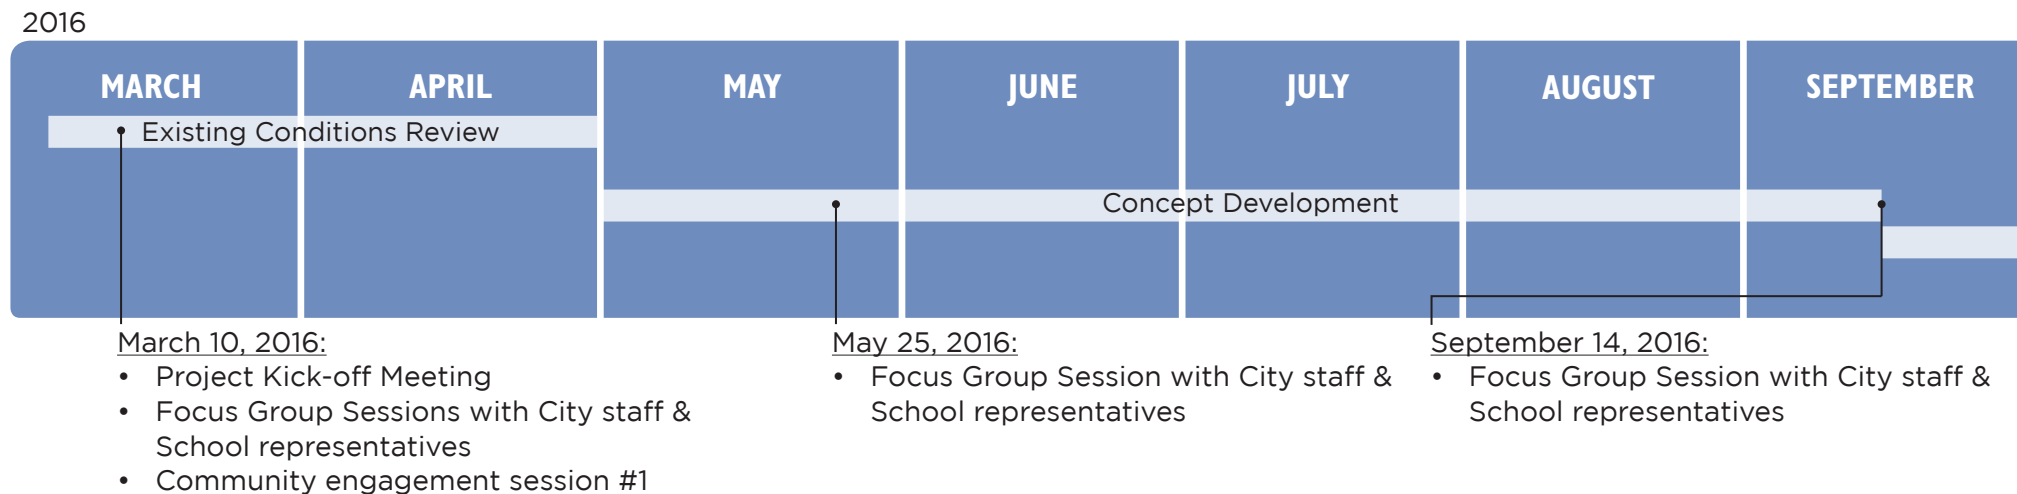 2016
MARCH
APRIL
MAY
JUNE
JULY
AUGUST
SEPTEMBER
Existing Conditions Review
Concept Development
March 10, 2016:
• Project Kick-off Meeting
• Focus Group Sessions with City staff &
School representatives
• Community engagement session #1
May 25, 2016:
• Focus Group Session with City staff &
School representatives
September 14, 2016:
• Focus Group Session with City staff &
School representatives